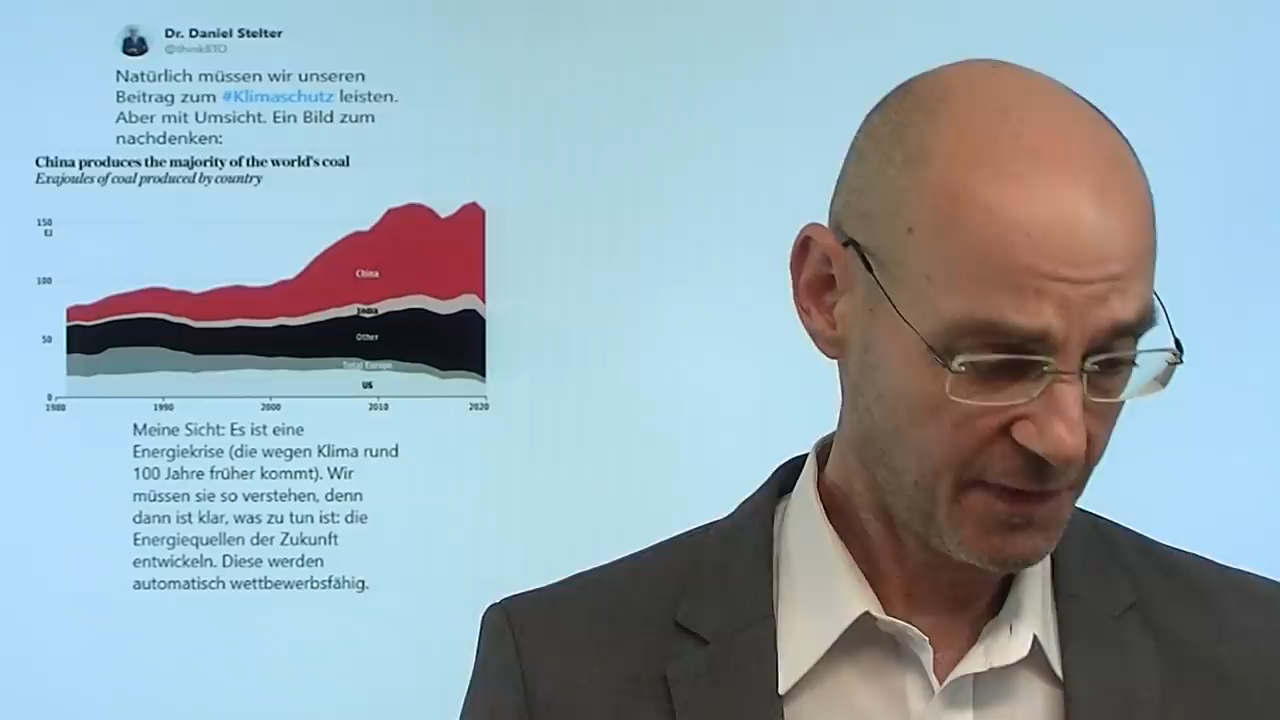 Dr. Daniel Stelter
@thinkBTO
Natürlich müssen wir unseren
Beitrag zum #Klimaschutz leisten.
Aber mit Umsicht. Ein Bild zum
nachdenken:
China produces the majority of the world's coal
Exajoules of coal produced by country
150
EJ
100
50
0
China
India
Other
Total Europe
US
1980 1990 2000 2010 2020
Meine Sicht: Es ist eine
Energiekrise (die wegen Klima rund
100 Jahre früher kommt). Wir
müssen sie so verstehen, denn
dann ist klar, was zu tun ist: die
Energiequellen der Zukunft
entwickeln. Diese werden
automatisch wettbewerbsfähig.